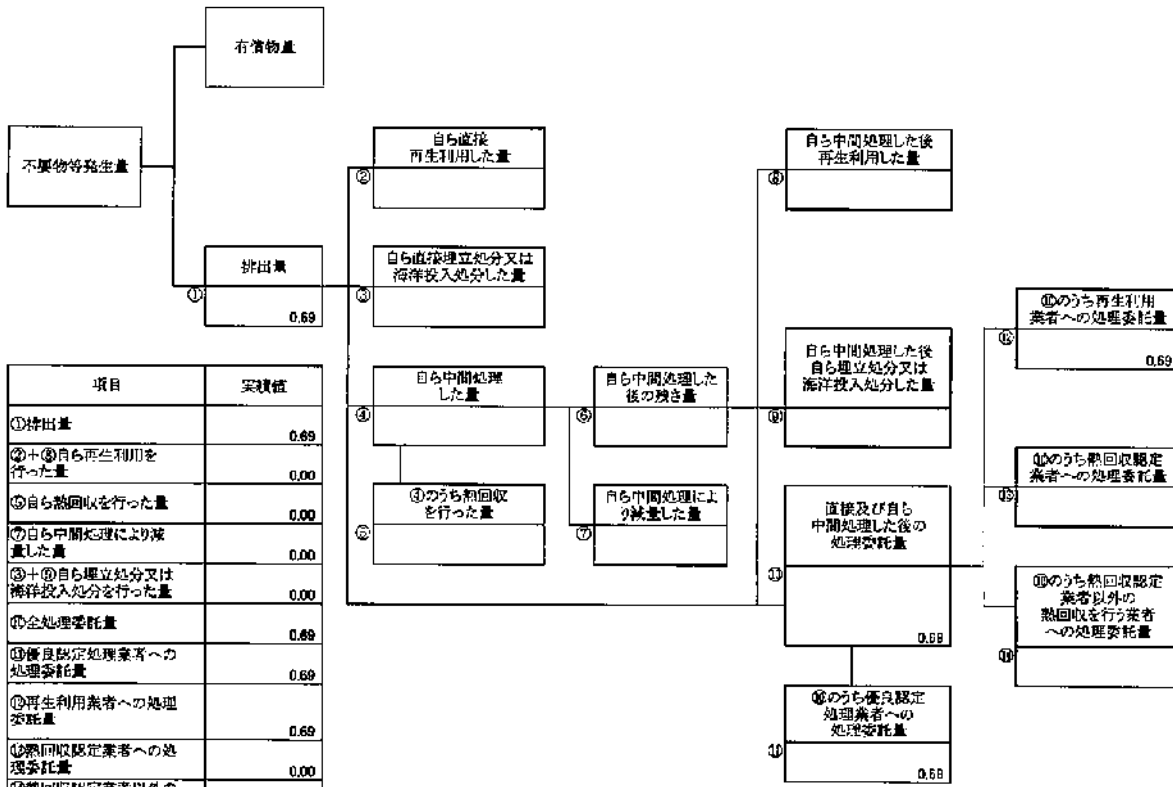 有償物量
不要物等発生量
自ら直接
再生利用した量
②
自ら中間処理した後
再生利用した量
⑧
排出量
①
0.69
自ら直接埋立処分又は
海洋投入処分した量
③
⑩のうち再生利用
業者への処理委託量
⑫
0.69
自ら中間処理
した量
④
自ら中間処理した
後の残さ量
⑥
自ら中間処理した後
自ら埋立処分又は
海洋投入処分した量
⑨
⑩のうち熱回収認定
業者への処理委託量
⑬
④のうち熱回収
を行った量
⑤
自ら中間処理によ
り減量した量
⑦
直接及び自ら
中間処理した後の
処理委託量
⑩
0.69
⑩のうち熱回収認定
業者以外の
熱回収を行う業者
への処理委託量
⑭
⑩のうち優良認定
処理業者への
処理委託量
⑪
0.69
項目 実績値
①排出量 0.69
②+⑧自ら再生利用を
行った量 0.00
⑤自ら熱回収を行った量 0.00
⑦自ら中間処理により減
量した量 0.00
③+⑨自ら埋立処分又は
海洋投入処分を行った量 0.00
⑩全処理委託量 0.69
⑪優良認定処理業者への
処理委託量 0.69
⑫再生利用業者への処理
委託量 0.69
⑬熱回収認定業者への処
理委託量 0.00